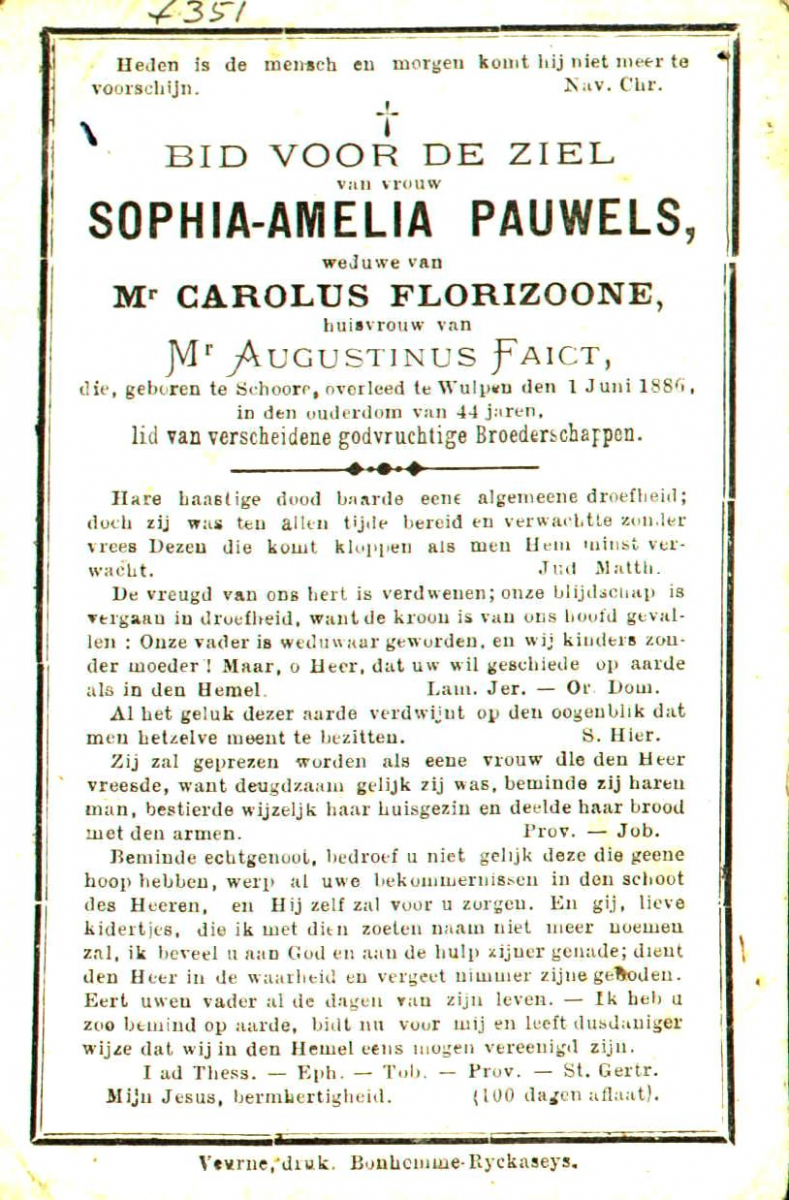 + 351
Heden is de mensch en morgen komt hij niet meer te
voorschijn. Nav. Chr.
BID VOOR DE ZIEL
van vrouw
SOPHIA-AMELIA PAUWELS,
weduwe van
Mr CAROLUS FLORIZOONE,
huisvrouw van
Mr AUGUSTINUS FAICT,
die, geboren te Schoore, overleed te Wulpen den 1 Juni 1886,
in den ouderdom van 44 jaren,
lid van verscheidene godvruchtige Broederschappen.
Hare haastige dood baarde eene algemeene droefheid;
doch zij was ten allen tijde bereid en verwachtte zonder
vrees Dezen die komt kloppen als men Hem minst ver-
wacht. Jud Matth.
De vreugd van ons hert is verdwenen; onze blijdschap is
vergaan in droefheid, want de kroon is van ons hoofd geval-
len : Onze vader is weduwaar geworden, en wij kinders zon-
der moeder ! Maar, o Heer, dat uw wil geschiede op aarde
als in den Hemel. Lam. Jer. — Or. Dom.
Al het geluk dezer aarde verdwijnt op den oogenblik dat
men hetzelve meent te bezitten. S. Hier.
Zij zal geprezen worden als eene vrouw die den Heer
vreesde, want deugdzaam gelijk zij was, beminde zij haren
man, bestierde wijzelijk haar huisgezin en deelde haar brood
met den armen. Prov. — Job.
Beminde echtgenoot, bedroef u niet gelijk deze die geene
hoop hebben, werp al uwe bekommernissen in den schoot
des Heeren, en Hij zelf zal voor u zorgen. En gij, lieve
kidertjes, die ik met dien zoeten naam niet meer noemen
zal, ik beveel u aan God en aan de hulp zijner genade; dient
den Heer in de waarheid en vergeet nimmer zijne geboden.
Eert uwen vader al de dagen van zijn leven. — Ik heb u
zoo bemind op aarde, bidt nu voor mij en leeft dusdaniger
wijze dat wij in den Hemel eens mogen vereenigd zijn.
I ad Thess. — Eph. — Tob. — Prov. — St. Gertr.
Mijn Jesus, bermhertigheid. (100 dagen aflaat).
Veurne, druk. Bonhomme-Ryckaseys.